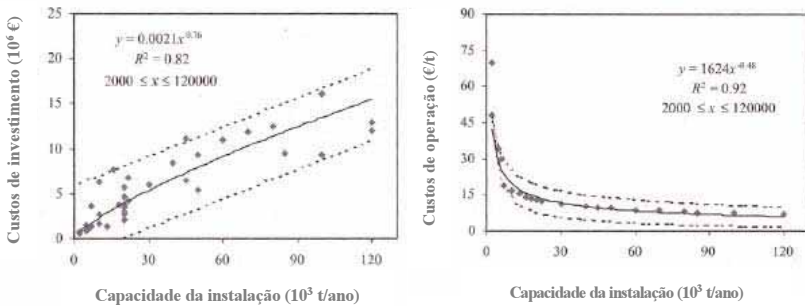 Custos de investimento (10⁶ €)
25
20
15
10
5
0
y = 0.0021x^0.76
R² = 0.82
2000 ≤ x ≤ 120000
0 30 60 90 120
Capacidade da instalação (10³ t/ano)
Custos de operação (€/t)
90
75
60
45
30
15
0
y = 1624x^-0.48
R² = 0.92
2000 ≤ x ≤ 120000
0 30 60 90 120
Capacidade da instalação (10³ t/ano)